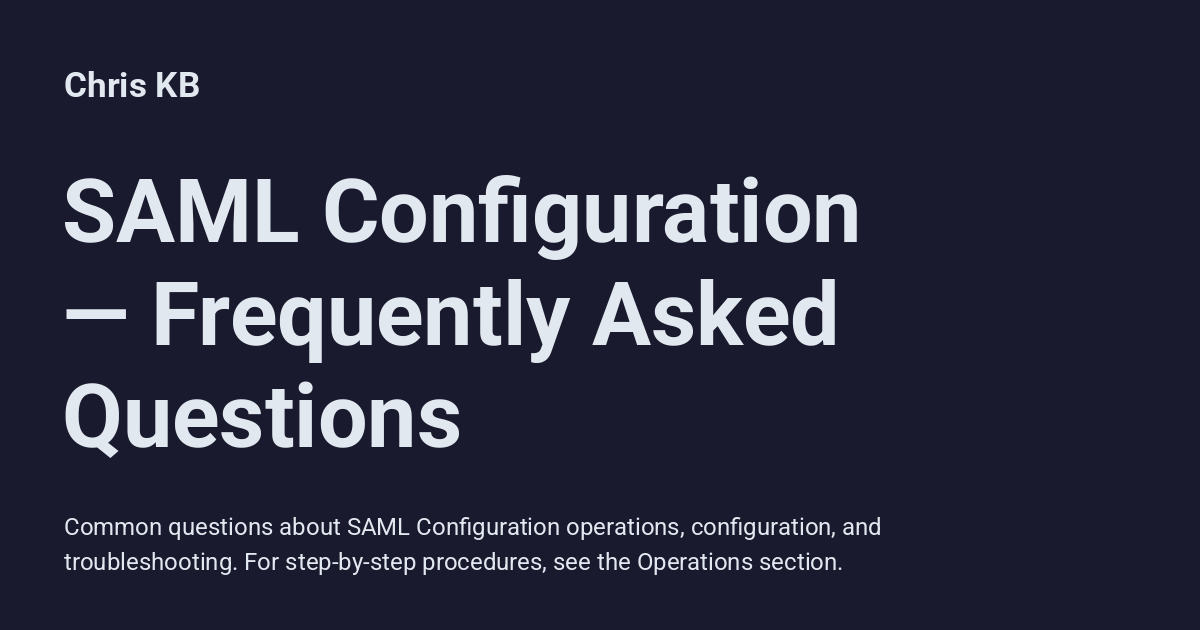 Chris KB
SAML Configuration
— Frequently Asked
Questions
Common questions about SAML Configuration operations, configuration, and
troubleshooting. For step-by-step procedures, see the Operations section.